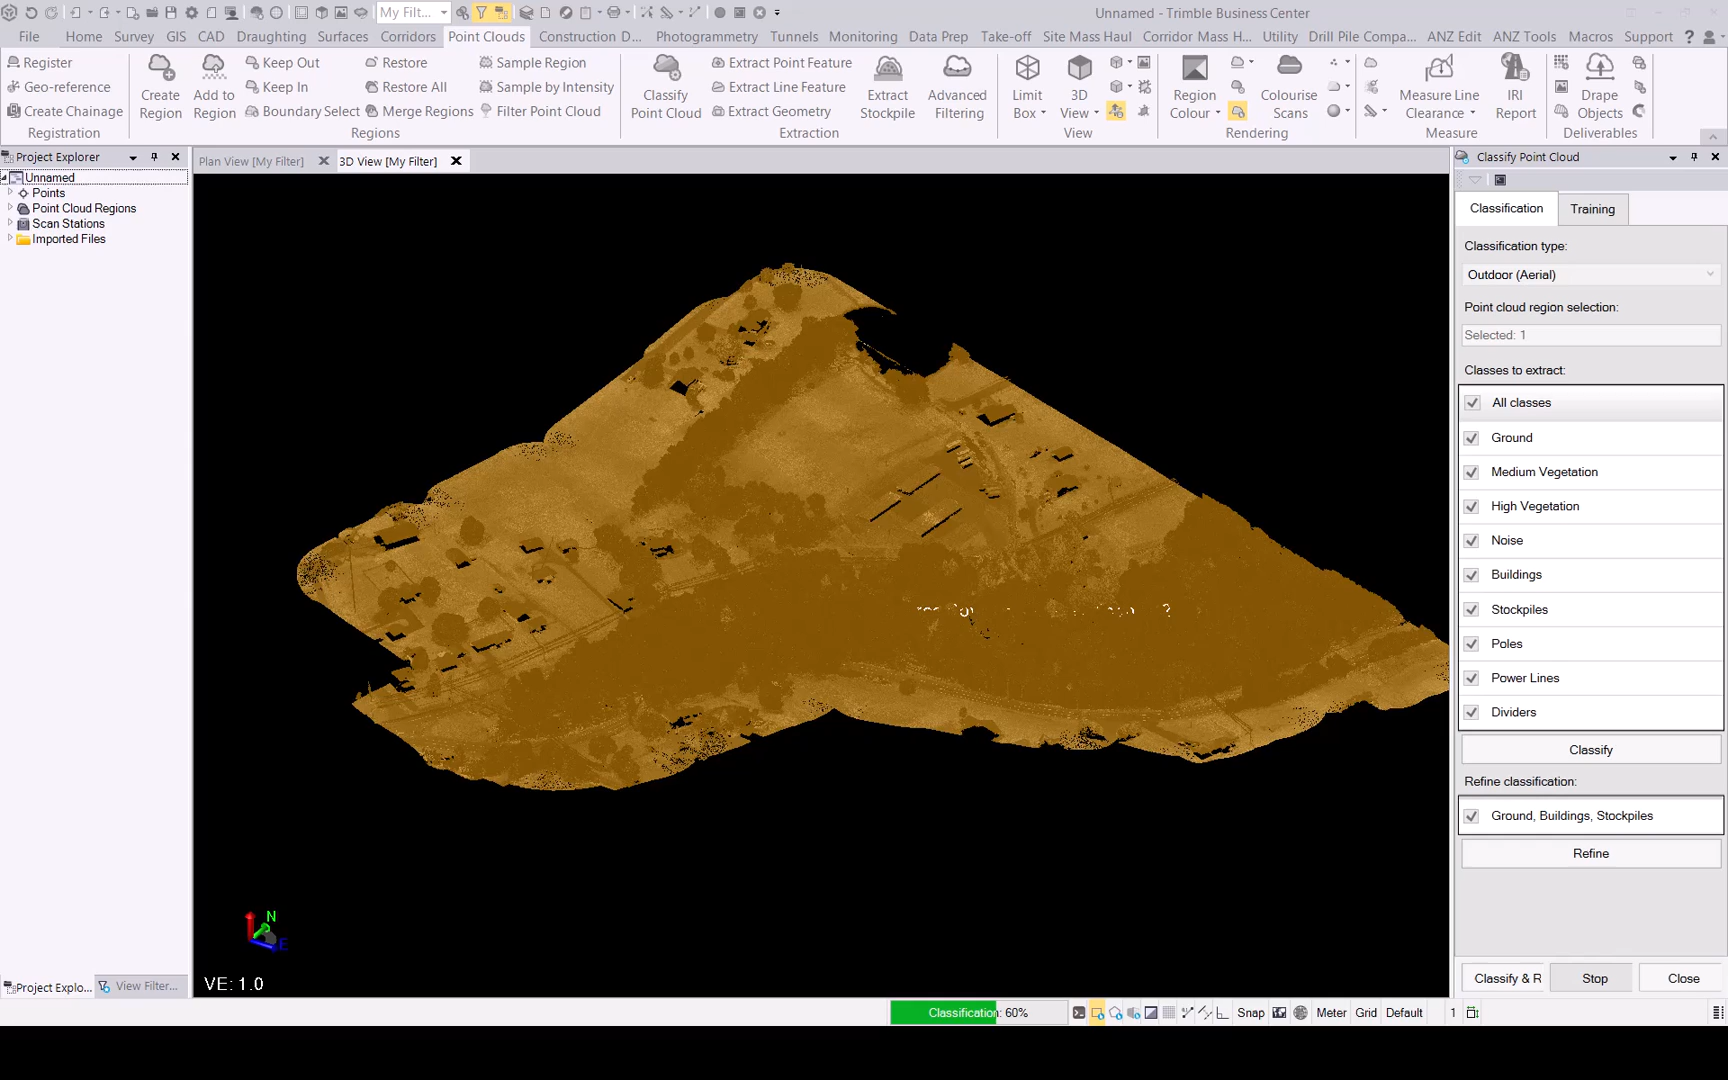 My Filt...
Unnamed - Trimble Business Center
File Home Survey GIS CAD Draughting Surfaces Corridors Point Clouds Construction D... Photogrammetry Tunnels Monitoring Data Prep Take-off Site Mass Haul Corridor Mass H... Utility Drill Pile Compa... ANZ Edit ANZ Tools Macros Support ?
Register
Geo-reference
Create Chainage
Registration
Create Region
Add to Region
Keep Out
Keep In
Boundary Select
Restore
Restore All
Merge Regions
Regions
Sample Region
Sample by Intensity
Filter Point Cloud
Classify Point Cloud
Extract Point Feature
Extract Line Feature
Extract Geometry
Extract Stockpile
Advanced Filtering
Extraction
Limit Box
3D View
View
Region Colour
Colourise Scans
Rendering
Measure Line Clearance
IRI Report
Measure
Drape Objects
Deliverables
Project Explorer
Unnamed
Points
Point Cloud Regions
Scan Stations
Imported Files
Plan View [My Filter]
3D View [My Filter]
N
E
VE: 1.0
Classify Point Cloud
Classification Training
Classification type:
Outdoor (Aerial)
Point cloud region selection:
Selected: 1
Classes to extract:
All classes
Ground
Medium Vegetation
High Vegetation
Noise
Buildings
Stockpiles
Poles
Power Lines
Dividers
Classify
Refine classification:
Ground, Buildings, Stockpiles
Refine
Classify & R Stop Close
Project Explo... View Filter...
Classification: 60%
Snap Meter Grid Default 1